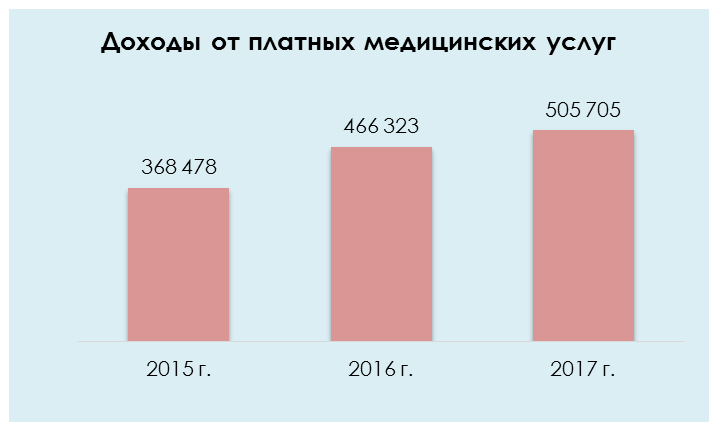 Доходы от платных медицинских услуг
505 705
466 323
368 478
2015 г.
2016 г.
2017 г.